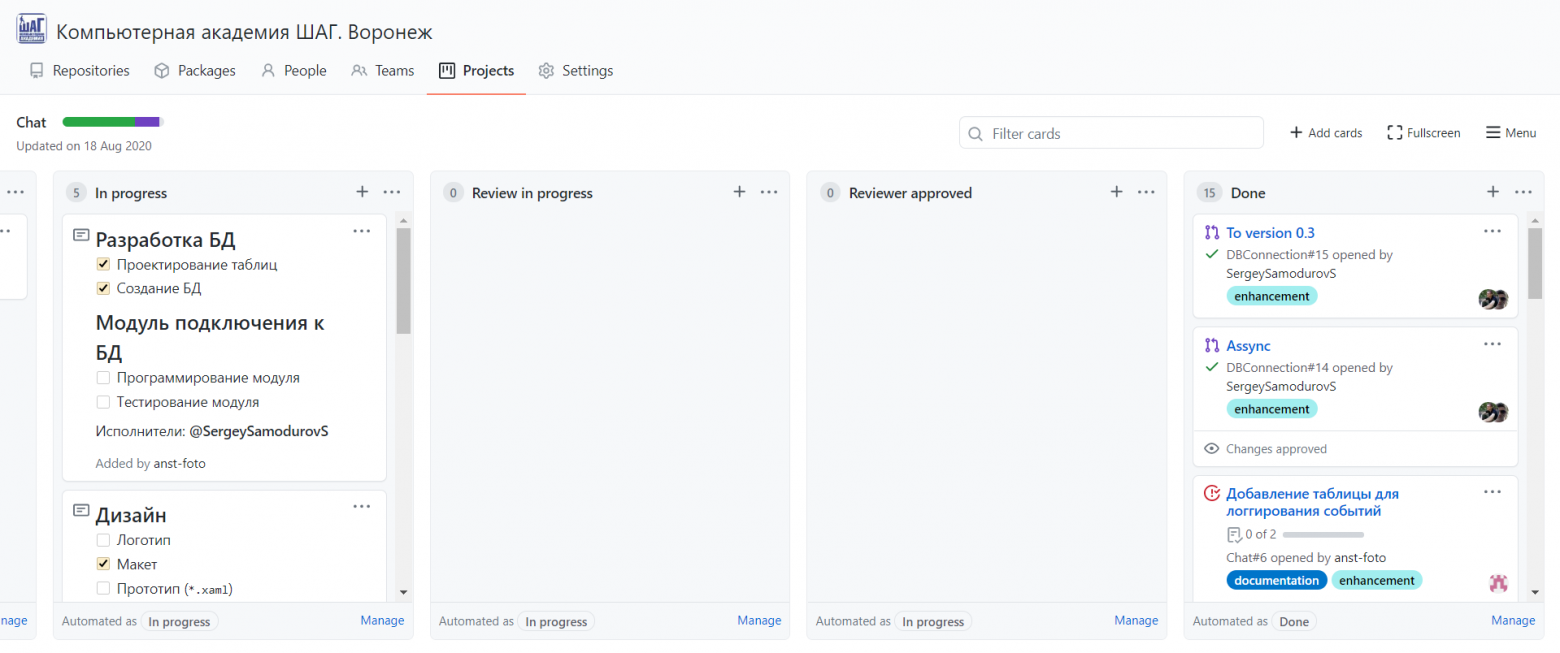 ШАГ
Компьютерная академия ШАГ. Воронеж
Repositories Packages People Teams Projects Settings
Chat
Updated on 18 Aug 2020
Filter cards
Add cards Fullscreen Menu
nage
5 In progress
Разработка БД
Проектирование таблиц
Создание БД
Модуль подключения к
БД
Программирование модуля
Тестирование модуля
Исполнители: @SergeySamodurovS
Added by anst-foto
Дизайн
Логотип
Макет
Прототип (*.xaml)
Automated as In progress Manage
0 Review in progress
Automated as In progress Manage
0 Reviewer approved
Automated as In progress Manage
15 Done
To version 0.3
DBConnection#15 opened by
SergeySamodurovS
enhancement
Assync
DBConnection#14 opened by
SergeySamodurovS
enhancement
Changes approved
Добавление таблицы для
логгирования событий
0 of 2
Chat#6 opened by anst-foto
documentation enhancement
Automated as Done Manage